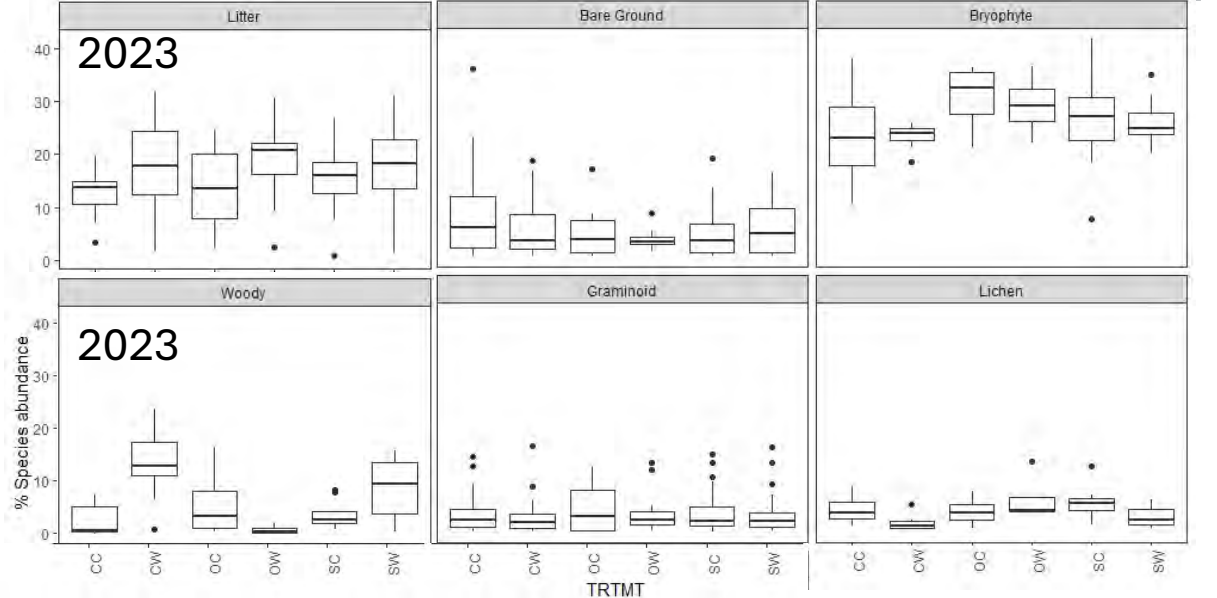 Litter Bare Ground Bryophyte
2023
40
30
20
10
0
Woody Graminoid Lichen
2023
40
30
20
10
0
% Species abundance
CC CW OC OW SC SW CC CW OC OW SC SW CC CW OC OW SC SW
TRTMT